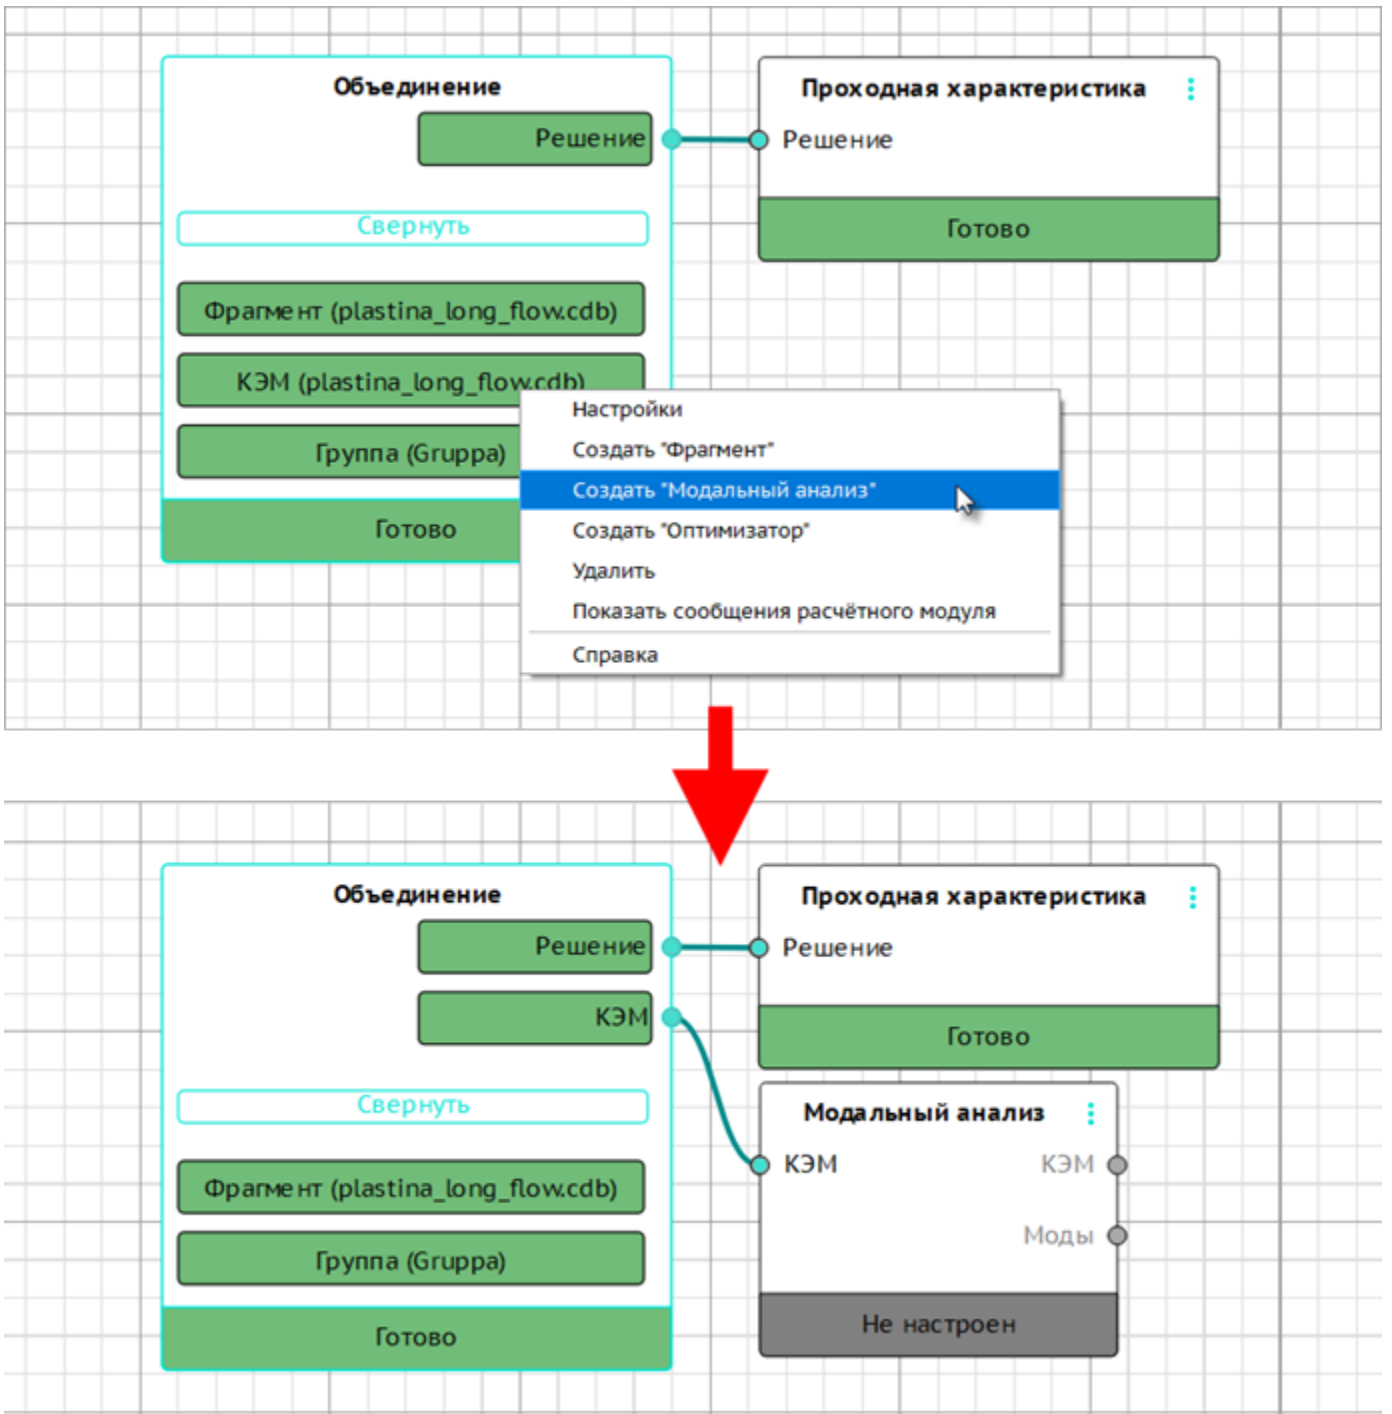 Объединение
Решение
Свернуть
Фрагмент (plastina_long_flow.cdb)
КЭМ (plastina_long_flow.cdb)
Группа (Gruppa)
Готово
Проходная характеристика
Решение
Готово
Настройки
Создать "Фрагмент"
Создать "Модальный анализ"
Создать "Оптимизатор"
Удалить
Показать сообщения расчётного модуля
Справка
Объединение
Решение
КЭМ
Свернуть
Фрагмент (plastina_long_flow.cdb)
Группа (Gruppa)
Готово
Проходная характеристика
Решение
Готово
Модальный анализ
КЭМ КЭМ
Моды
Не настроен